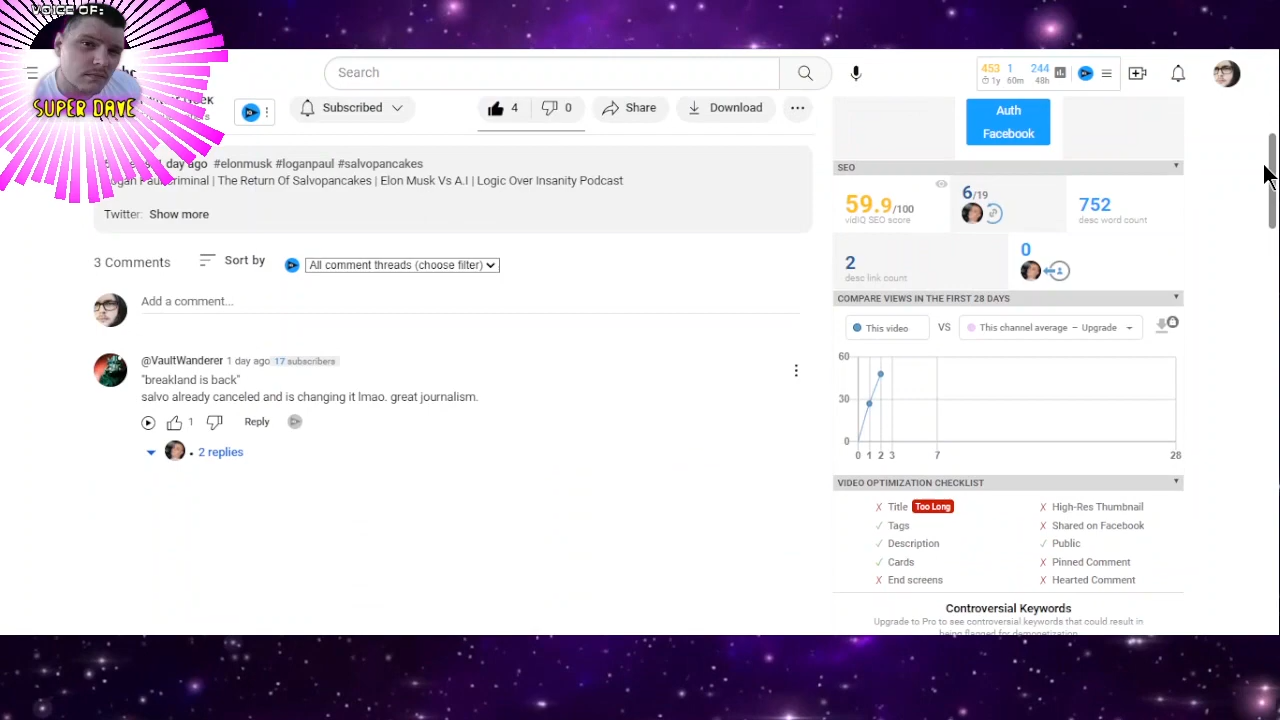 VOICE OF:
SUPER DAVE
Search
453 1 244
1y 60m 48h
Subscribed
4
0
Share
Download
1 day ago #elonmusk #loganpaul #salvopancakes
Criminal | The Return Of Salvopancakes | Elon Musk Vs A.I | Logic Over Insanity Podcast
Twitter: Show more
3 Comments
Sort by
All comment threads (choose filter)
Add a comment...
@VaultWanderer 1 day ago 17 subscribers
"breakland is back"
salvo already canceled and is changing it lmao. great journalism.
1
Reply
2 replies
Auth
Facebook
SEO
59.9/100
vidIQ SEO score
6/19
752
desc word count
2
desc link count
0
COMPARE VIEWS IN THE FIRST 28 DAYS
This video
VS
This channel average – Upgrade
60
30
0
0 1 2 3 7 28
VIDEO OPTIMIZATION CHECKLIST
✗ Title Too Long
✗ High-Res Thumbnail
✓ Tags
✗ Shared on Facebook
✓ Description
✓ Public
✓ Cards
✗ Pinned Comment
✗ End screens
✗ Hearted Comment
Controversial Keywords
Upgrade to Pro to see controversial keywords that could result in
being flagged for demonetization